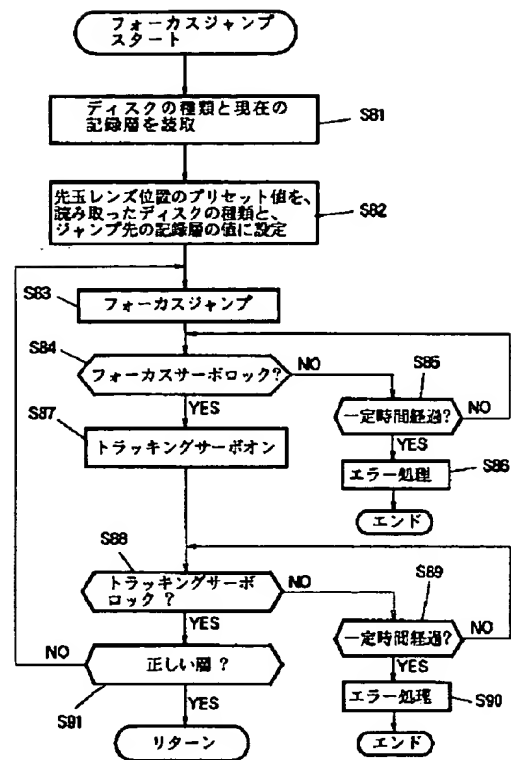 フォーカスジャンプ
スタート
ディスクの種類と現在の
記録層を読取
S81
先玉レンズ位置のプリセット値を、
読み取ったディスクの種類と、
ジャンプ先の記録層の値に設定
S82
S83
フォーカスジャンプ
S84
フォーカスサーボロック?
NO
YES
S85
一定時間経過?
NO
YES
S86
エラー処理
エンド
S87
トラッキングサーボオン
S88
トラッキングサーボ
ロック ?
NO
YES
S89
一定時間経過?
NO
YES
エラー処理
S90
エンド
NO
正しい層 ?
S91
YES
リターン